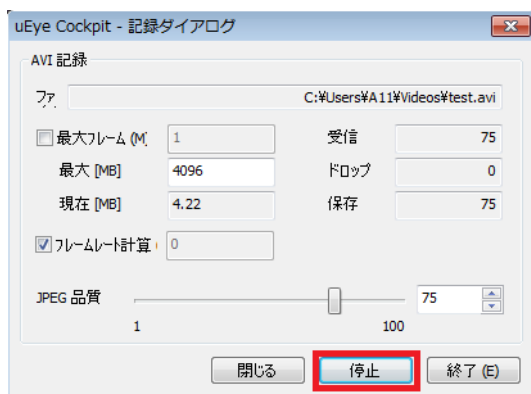 uEye Cockpit - 記録ダイアログ
AVI 記録
ファ C:¥Users¥A11¥Videos¥test.avi
最大フレーム (M) 1 受信 75
最大 [MB] 4096 ドロップ 0
現在 [MB] 4.22 保存 75
フレームレート計算 ( 0
JPEG 品質 75
1 100
閉じる 停止 終了 (E)